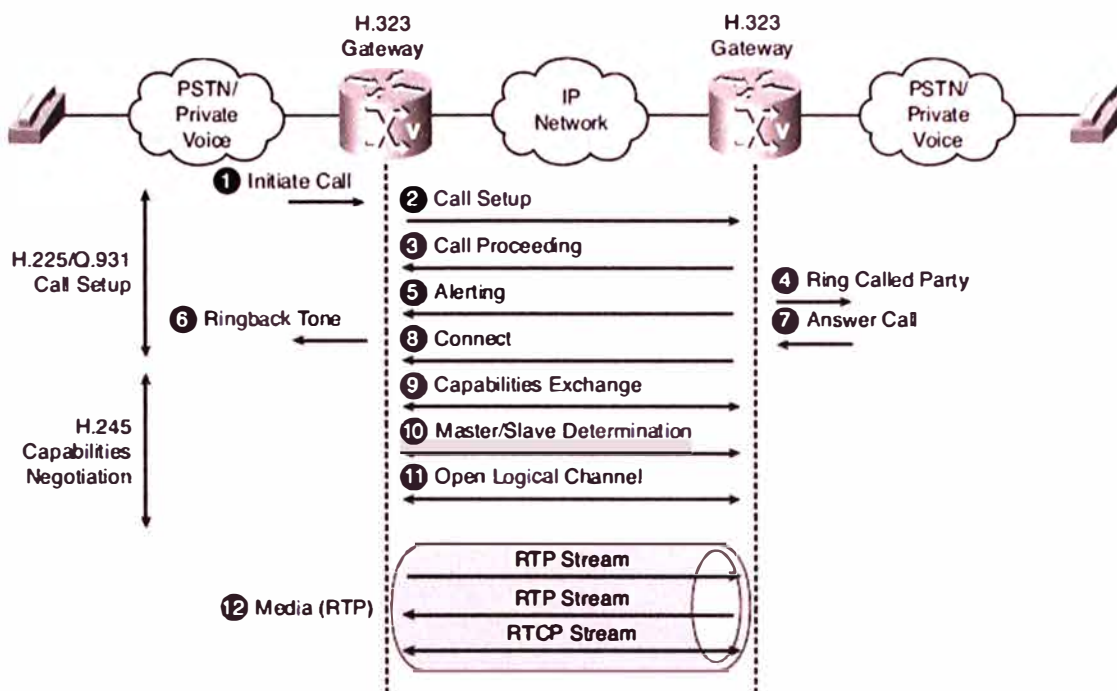 H.323
Gateway
H.323
Gateway
PSTN/
Private
Voice
V
IP
Network
V
PSTN/
Private
Voice
1 Initiate Call
2 Call Setup
3 Call Proceeding
H.225/Q.931
Call Setup
4 Ring Called Party
5 Alerting
6 Ringback Tone
7 Answer Call
8 Connect
9 Capabilities Exchange
10 Master/Slave Determination
H.245
Capabilities
Negotiation
11 Open Logical Channel
RTP Stream
12 Media (RTP)
RTP Stream
RTCP Stream